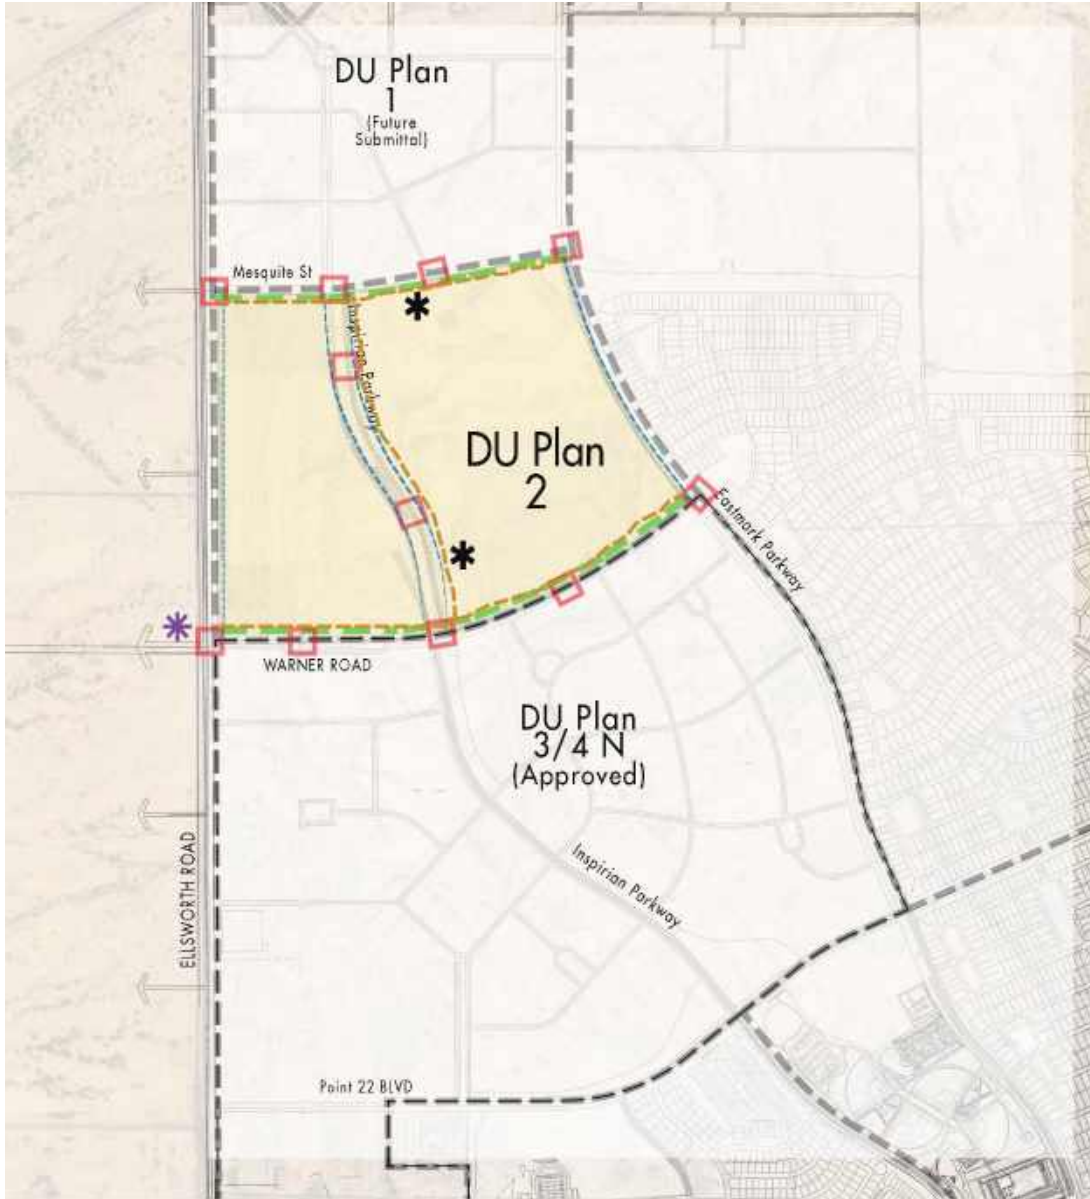 DU Plan
1
(Future
Submittal)
Mesquite St
Inspirian Parkway
DU Plan
2
Eastmark Parkway
WARNER ROAD
DU Plan
3/4 N
(Approved)
ELLSWORTH ROAD
Inspirian Parkway
Point 22 BLVD